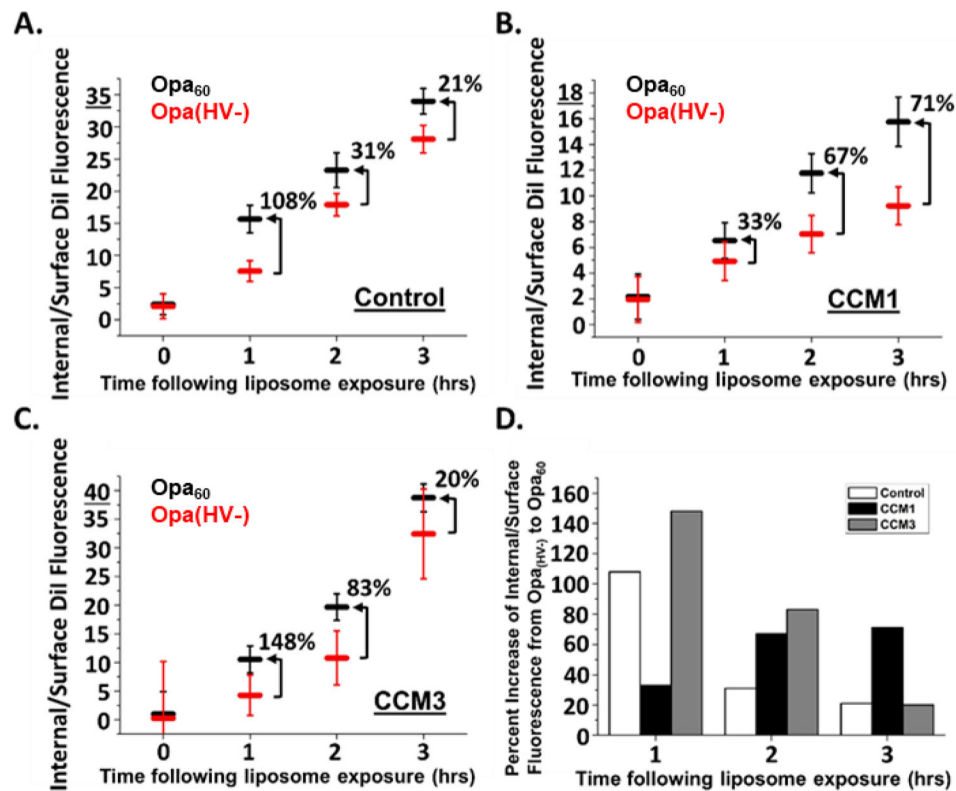 A.
Internal/Surface DiI Fluorescence
35
30
25
20
15
10
5
0
Opa60
Opa(HV-)
108%
31%
21%
Control
0 1 2 3
Time following liposome exposure (hrs)
B.
Internal/Surface DiI Fluorescence
18
16
14
12
10
8
6
4
2
0
Opa60
Opa(HV-)
33%
67%
71%
CCM1
0 1 2 3
Time following liposome exposure (hrs)
C.
Internal/Surface DiI Fluorescence
40
35
30
25
20
15
10
5
0
Opa60
Opa(HV-)
148%
83%
20%
CCM3
0 1 2 3
Time following liposome exposure (hrs)
D.
Percent Increase of Internal/Surface
Fluorescence from Opa(HV-) to Opa60
160
140
120
100
80
60
40
20
0
Control
CCM1
CCM3
1 2 3
Time following liposome exposure (hrs)